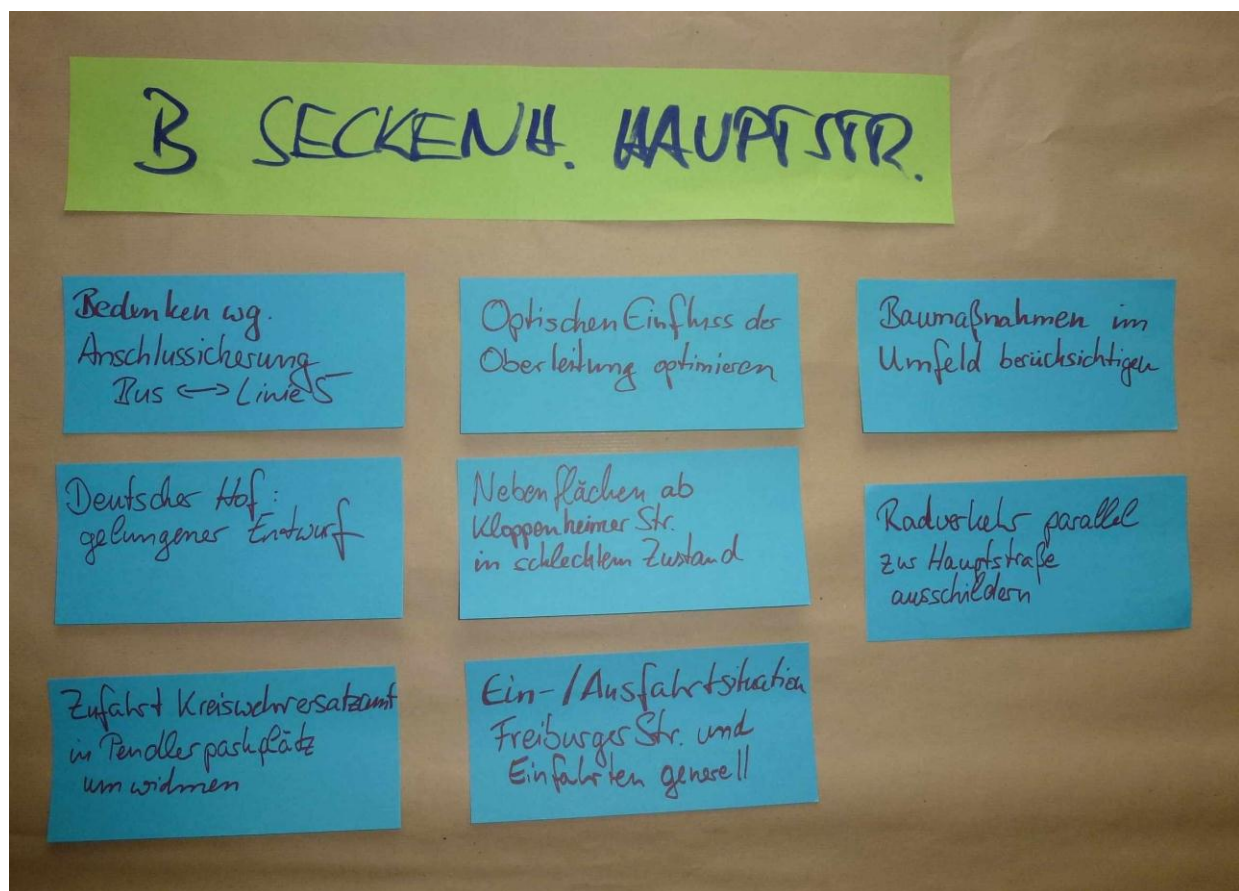 B SECKENH. HAUPTSTR.
Bedenken wg.
Anschlussicherung
Bus <-> Linie 5
Optischen Einfluss der
Oberleitung optimieren
Baumaßnahmen im
Umfeld berücksichtigen
Deutscher Hof:
gelungener Entwurf
Nebenflächen ab
Kloppenheimer Str.
in schlechtem Zustand
Radverkehr parallel
zur Hauptstraße
ausschildern
Zufahrt Kreiswehrersatzamt
in Pendlerparkplätz
umwidmen
Ein-/Ausfahrtsituation
Freiburger Str. und
Einfahrten generell